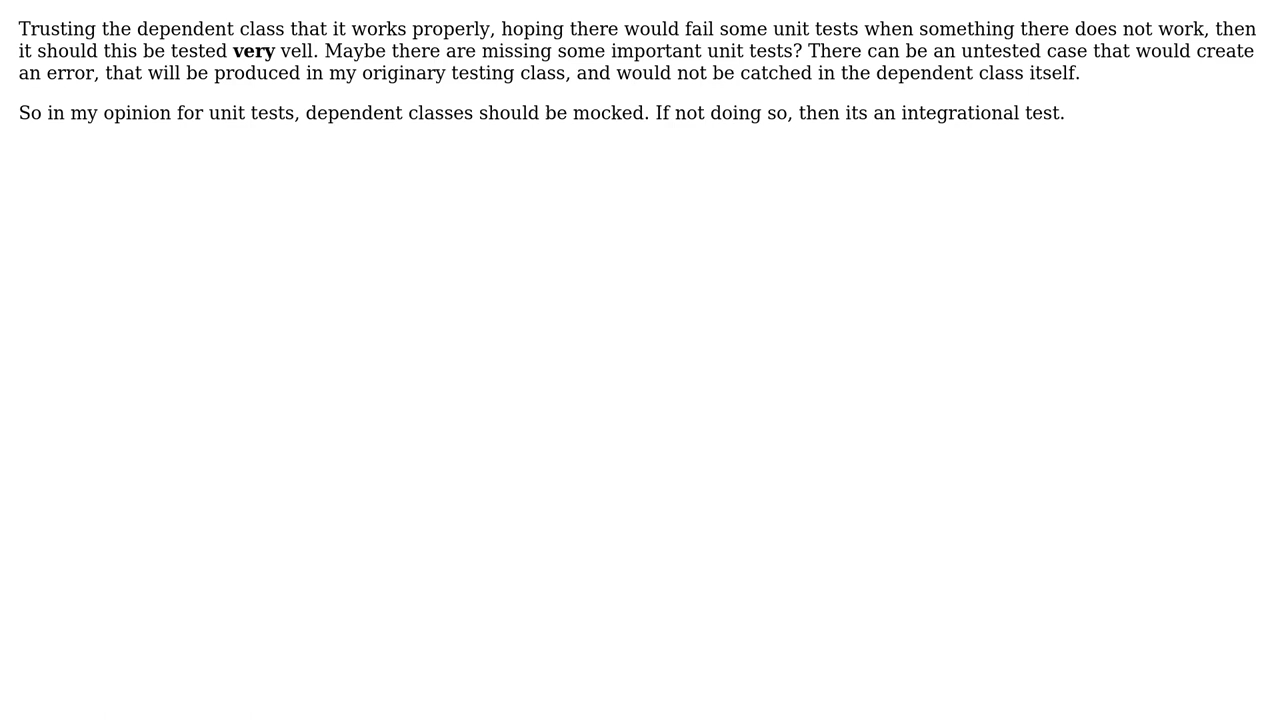 Trusting the dependent class that it works properly, hoping there would fail some unit tests when something there does not work, then
it should this be tested very vell. Maybe there are missing some important unit tests? There can be an untested case that would create
an error, that will be produced in my originary testing class, and would not be catched in the dependent class itself.
So in my opinion for unit tests, dependent classes should be mocked. If not doing so, then its an integrational test.